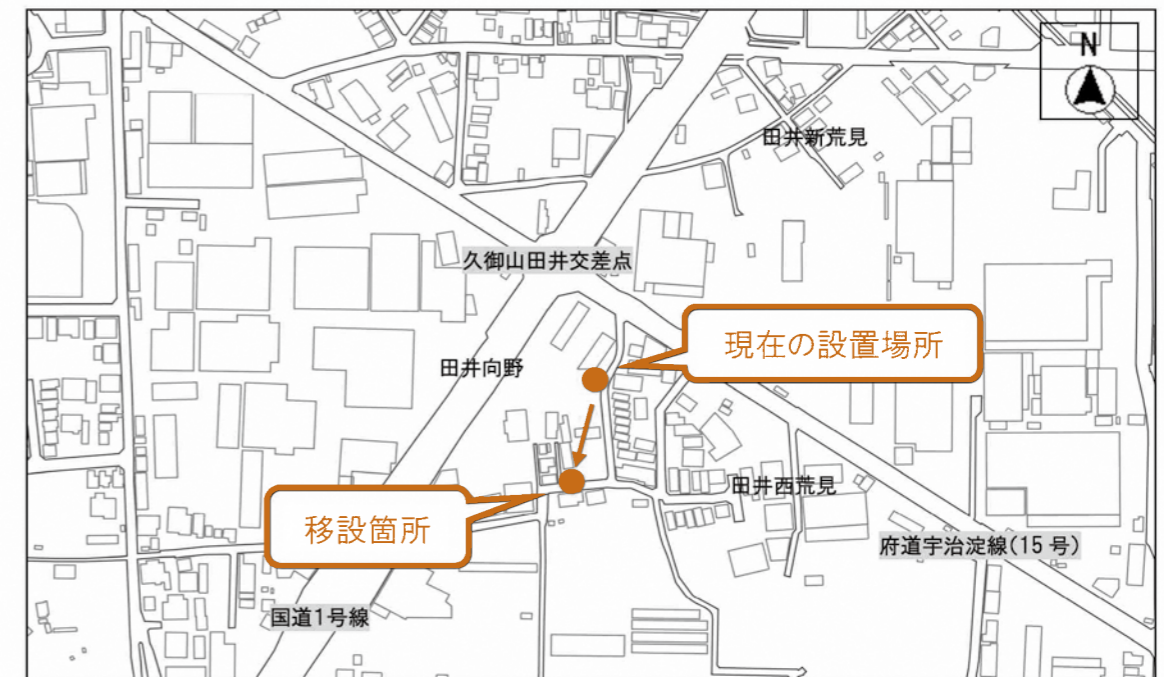 N
田井新荒見
久御山田井交差点
現在の設置場所
田井向野
田井西荒見
移設箇所
府道宇治淀線(15号)
国道1号線